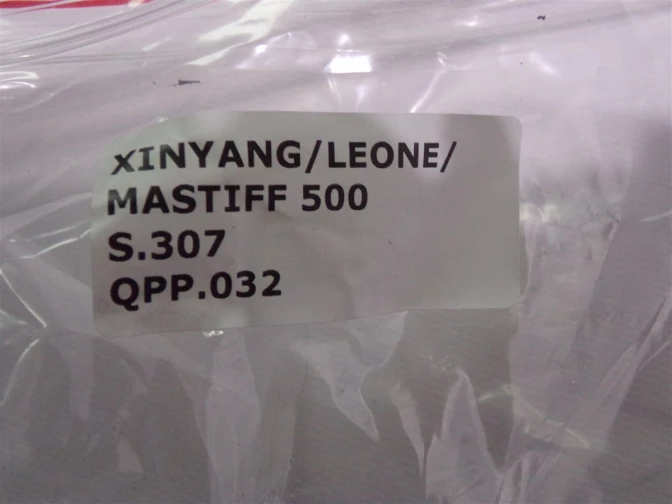 XINYANG/LEONE/
MASTIFF 500
S.307
QPP.032